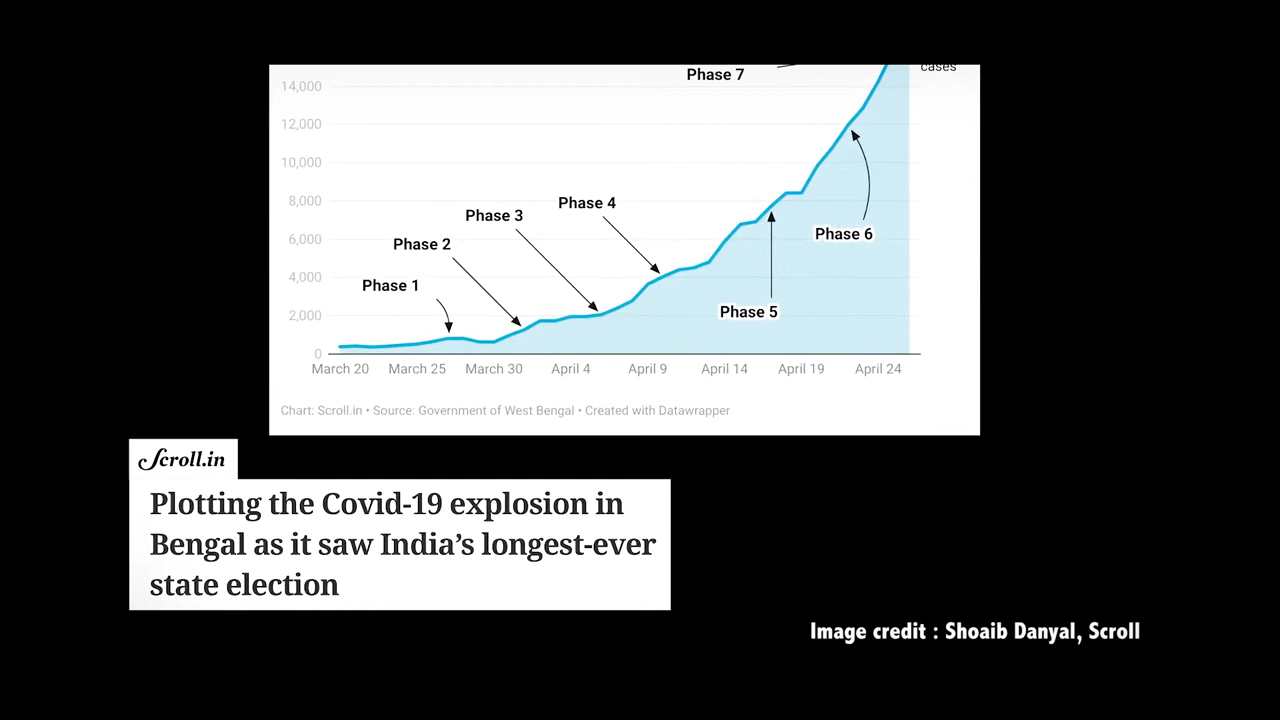 Phase 7
cases
14,000
12,000
10,000
8,000
6,000
4,000
2,000
0
Phase 4
Phase 3
Phase 2
Phase 1
Phase 6
Phase 5
March 20 March 25 March 30 April 4 April 9 April 14 April 19 April 24
Chart: Scroll.in • Source: Government of West Bengal • Created with Datawrapper
Scroll.in
Plotting the Covid-19 explosion in
Bengal as it saw India’s longest-ever
state election
Image credit : Shoaib Danyal, Scroll